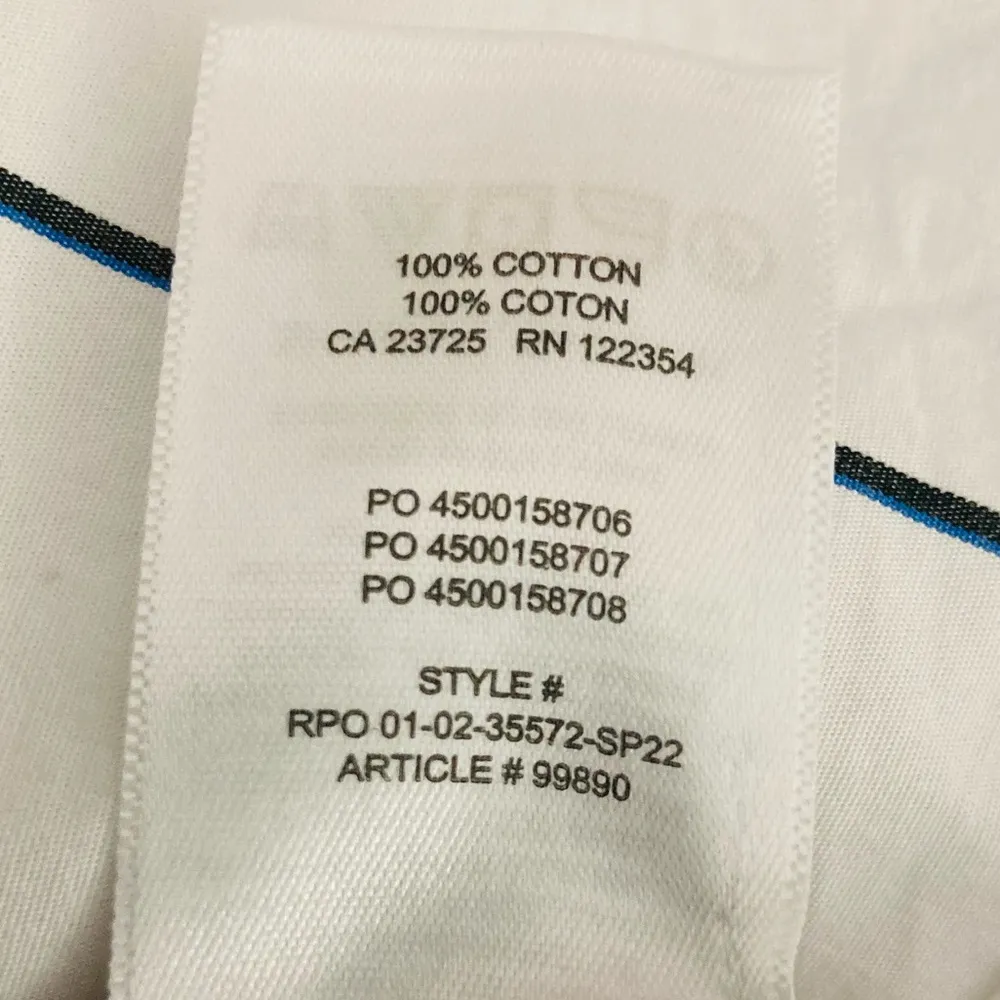 100% COTTON
100% COTON
CA 23725 RN 122354
PO 4500158706
PO 4500158707
PO 4500158708
STYLE #
RPO 01-02-35572-SP22
ARTICLE # 99890